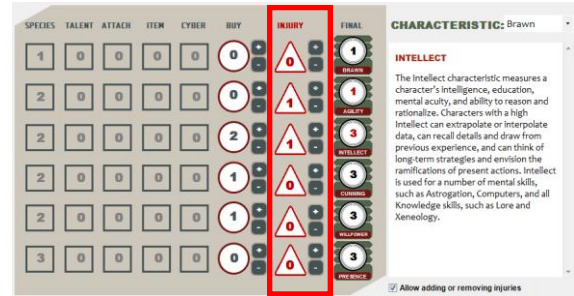 SPECIES TALENT ATTACH ITEM CYBER BUY INJURY FINAL
1 0 0 0 0 0 + - 0 + - 1
BRAWN
2 0 0 0 0 0 + - 1 + - 1
AGILITY
2 0 0 0 0 2 + - 1 + - 3
INTELLECT
2 0 0 0 0 1 + - 0 + - 3
CUNNING
2 0 0 0 0 1 + - 0 + - 3
WILLPOWER
3 0 0 0 0 0 + - 0 + - 3
PRESENCE
CHARACTERISTIC: Brawn
INTELLECT
The Intellect characteristic measures a
character's intelligence, education,
mental acuity, and ability to reason and
rationalize. Characters with a high
Intellect can extrapolate or interpolate
data, can recall details and draw from
previous experience, and can think of
long-term strategies and envision the
ramifications of present actions. Intellect
is used for a number of mental skills,
such as Astrogation, Computers, and all
Knowledge skills, such as Lore and
Xeneology.
Allow adding or removing injuries